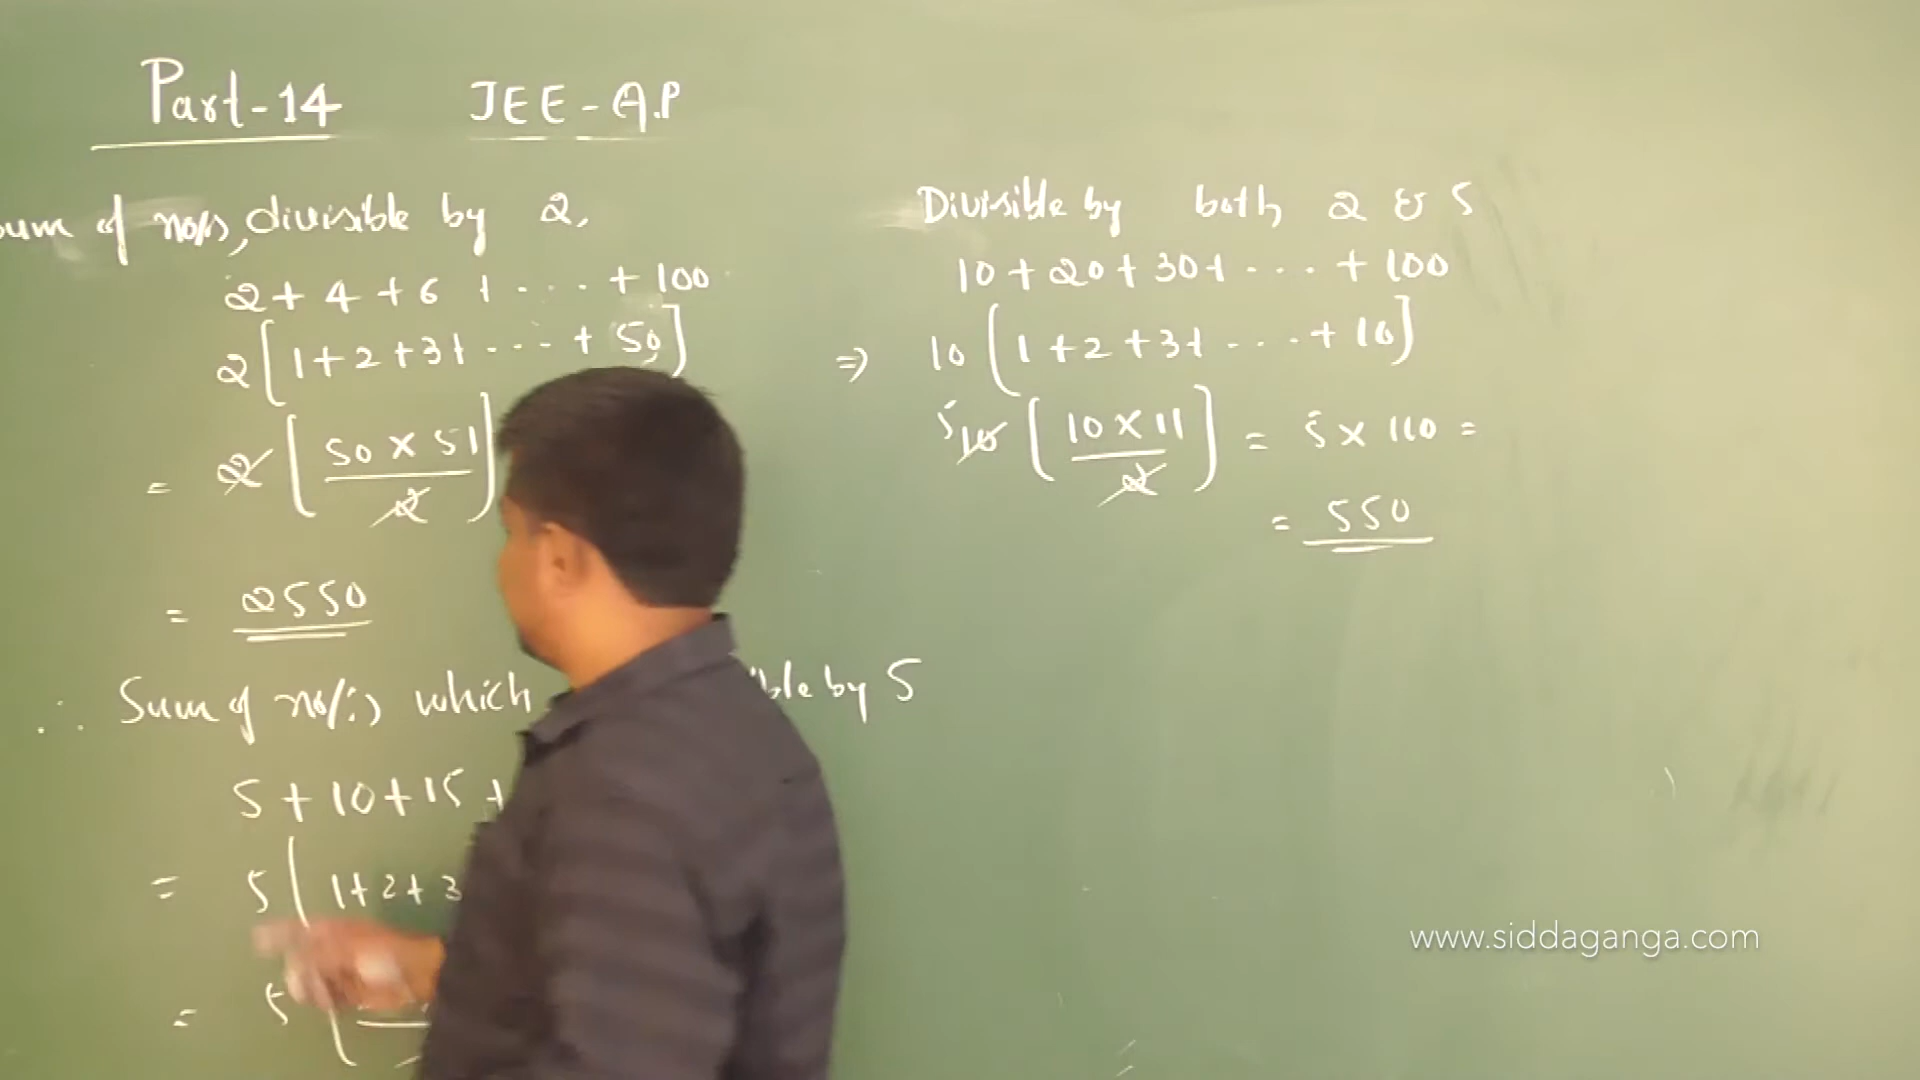 Part-14 JEE-A.P
sum of no/s, divisible by 2.
2+ 4 + 6 + . . . + 100
2[1+2+3+ . . . + 50]
= 2[50 x 51/2]
= 2550
∴ Sum of no/s which ble by 5
5 + 10 + 15 +
= 5(1+2+3
= 5(
Divisible by both 2 & 5
10 + 20 + 30 + . . . + 100
=> 10[1+2+3+ . . . + 10]
5 10[10 x 11/2] = 5 x 110 =
= 550
www.siddaganga.com